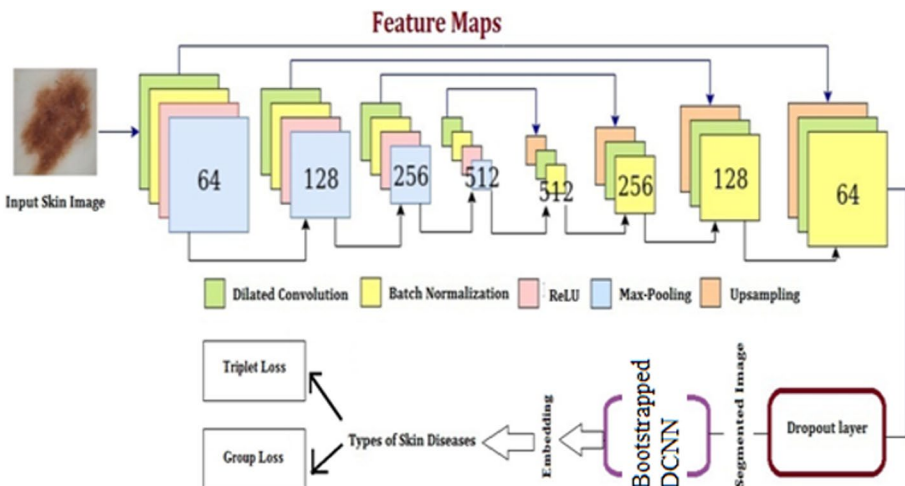 Feature Maps
Input Skin Image
64
128
256
512
512
256
128
64
Dilated Convolution
Batch Normalization
ReLU
Max-Pooling
Upsampling
Triplet Loss
Group Loss
Types of Skin Diseases
Embedding
Bootstrapped
DCNN
Segmented Image
Dropout layer